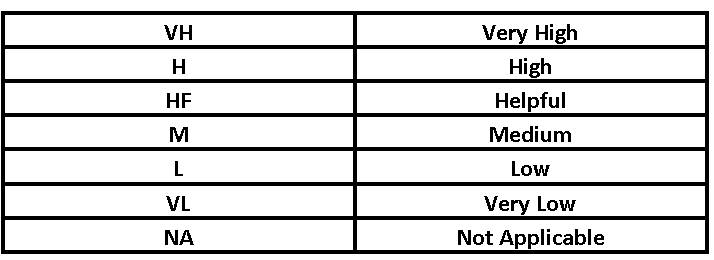 VH Very High
H High
HF Helpful
M Medium
L Low
VL Very Low
NA Not Applicable